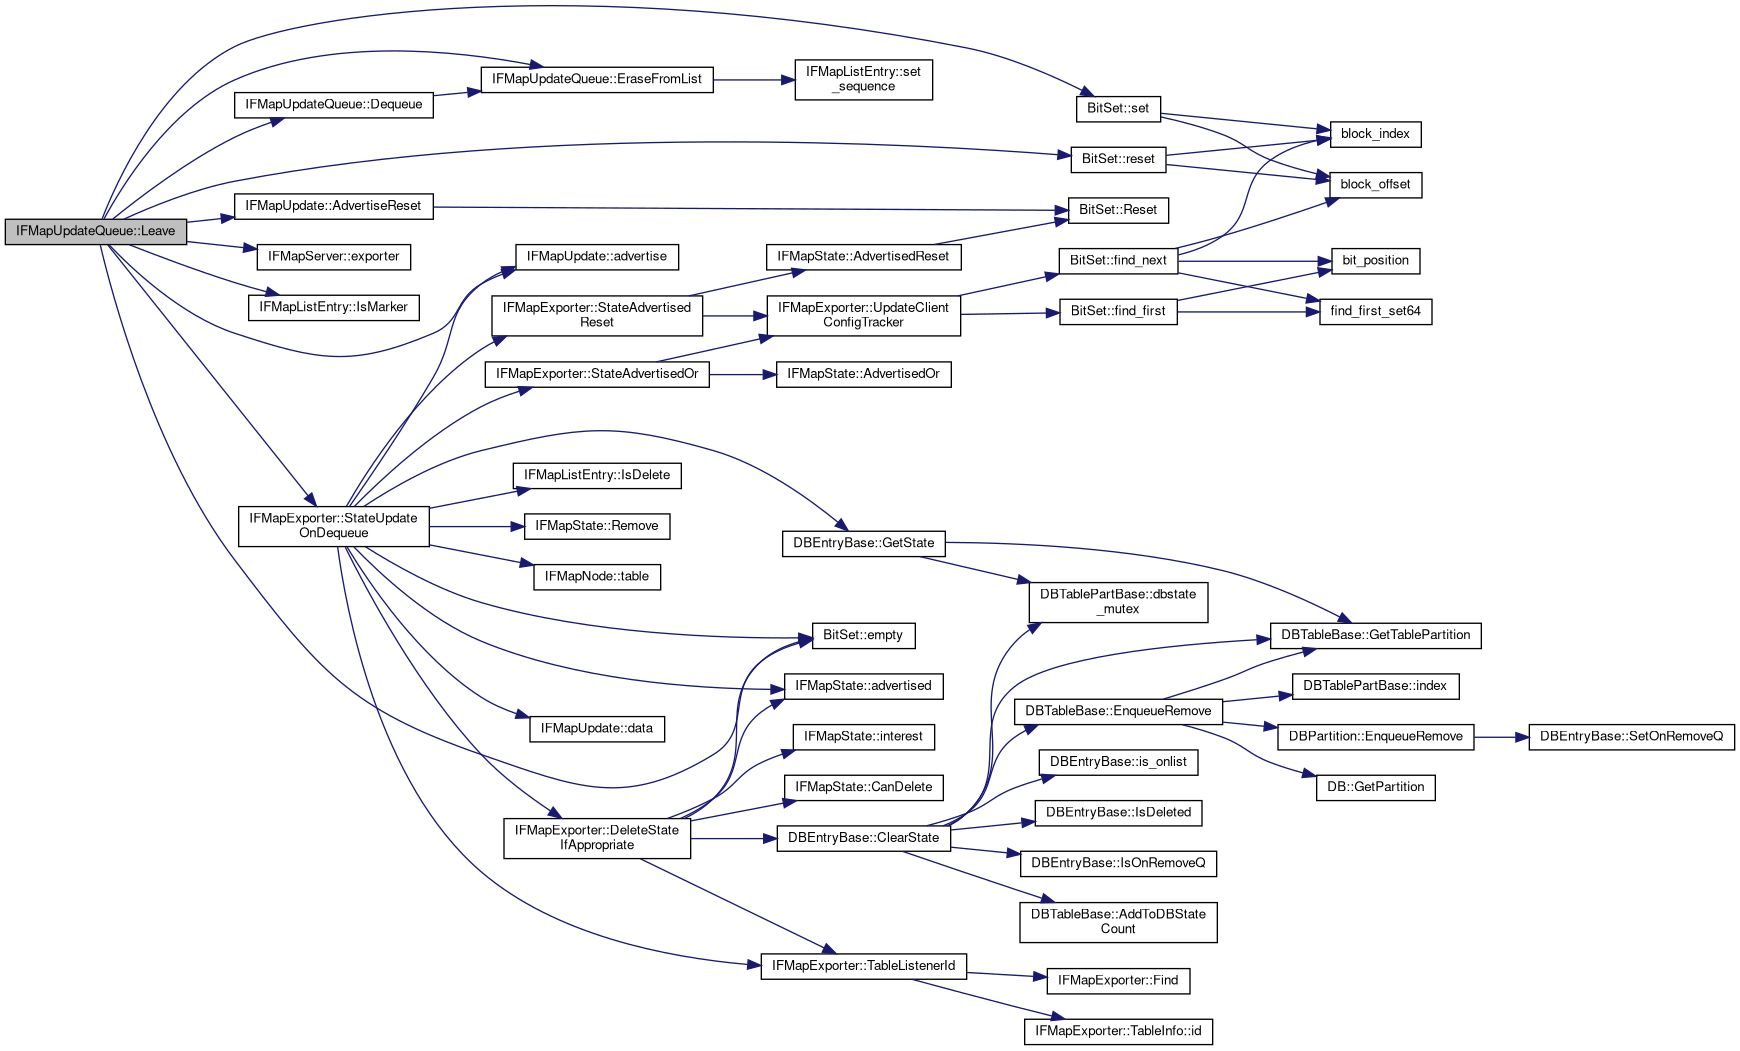 IFMapUpdateQueue::Leave
IFMapUpdateQueue::Dequeue
IFMapUpdateQueue::EraseFromList
IFMapListEntry::set
_sequence
BitSet::set
block_index
BitSet::reset
block_offset
IFMapUpdate::AdvertiseReset
BitSet::Reset
IFMapServer::exporter
IFMapUpdate::advertise
IFMapState::AdvertisedReset
BitSet::find_next
bit_position
IFMapListEntry::IsMarker
IFMapExporter::StateAdvertised
Reset
IFMapExporter::UpdateClient
ConfigTracker
BitSet::find_first
find_first_set64
IFMapExporter::StateAdvertisedOr
IFMapState::AdvertisedOr
IFMapListEntry::IsDelete
IFMapExporter::StateUpdate
OnDequeue
IFMapState::Remove
DBEntryBase::GetState
IFMapNode::table
DBTablePartBase::dbstate
_mutex
BitSet::empty
DBTableBase::GetTablePartition
IFMapState::advertised
DBTablePartBase::index
IFMapUpdate::data
DBTableBase::EnqueueRemove
IFMapState::interest
DBPartition::EnqueueRemove
DBEntryBase::SetOnRemoveQ
DBEntryBase::is_onlist
IFMapState::CanDelete
DB::GetPartition
IFMapExporter::DeleteState
IfAppropriate
DBEntryBase::ClearState
DBEntryBase::IsDeleted
DBEntryBase::IsOnRemoveQ
DBTableBase::AddToDBState
Count
IFMapExporter::TableListenerId
IFMapExporter::Find
IFMapExporter::TableInfo::id